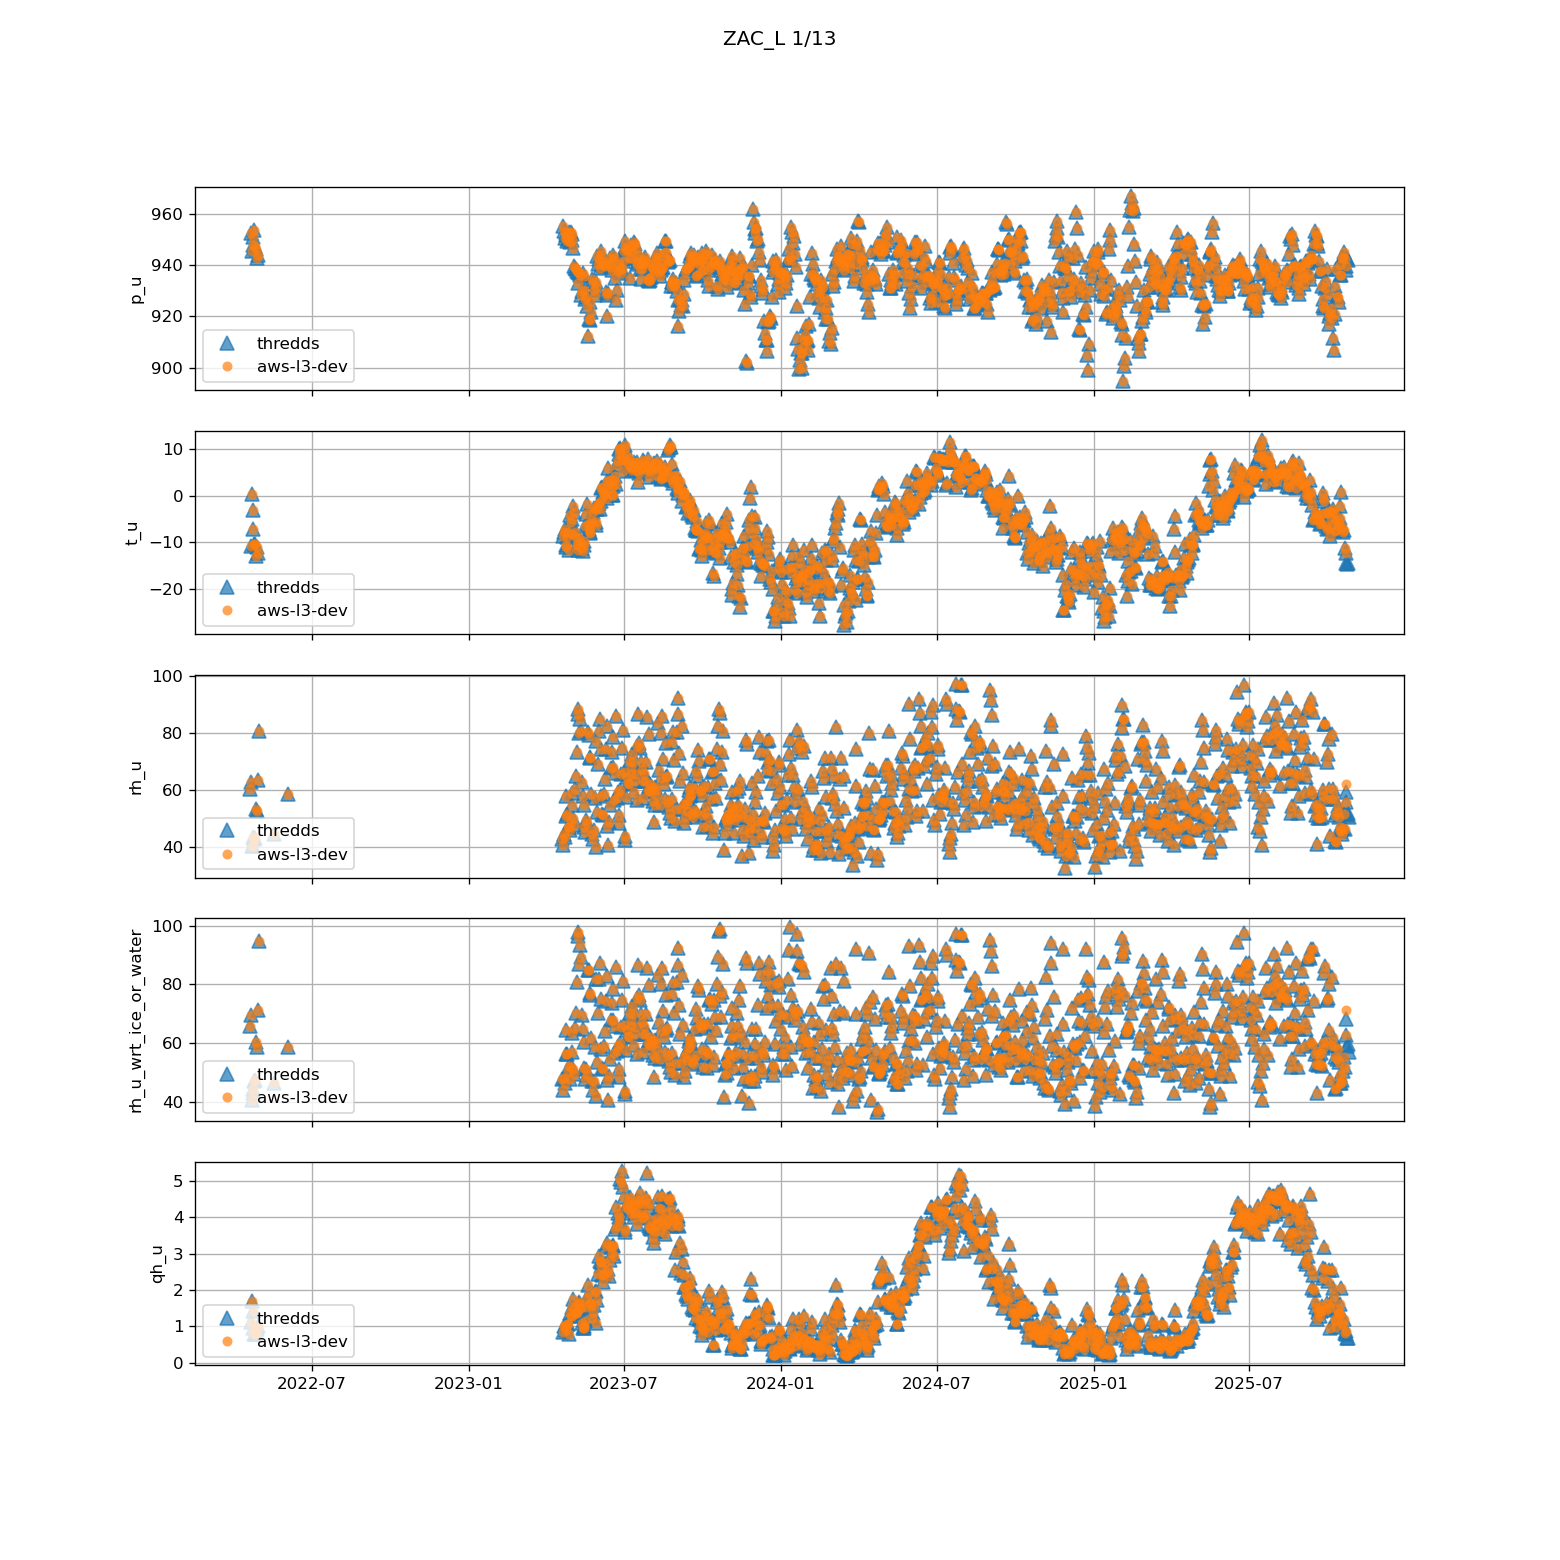 ZAC_L 1/13
960
940
920
900
p_u
thredds
aws-l3-dev
10
0
−10
−20
t_u
thredds
aws-l3-dev
100
80
60
40
rh_u
thredds
aws-l3-dev
100
80
60
40
rh_u_wrt_ice_or_water
thredds
aws-l3-dev
5
4
3
2
1
0
qh_u
thredds
aws-l3-dev
2022-07 2023-01 2023-07 2024-01 2024-07 2025-01 2025-07